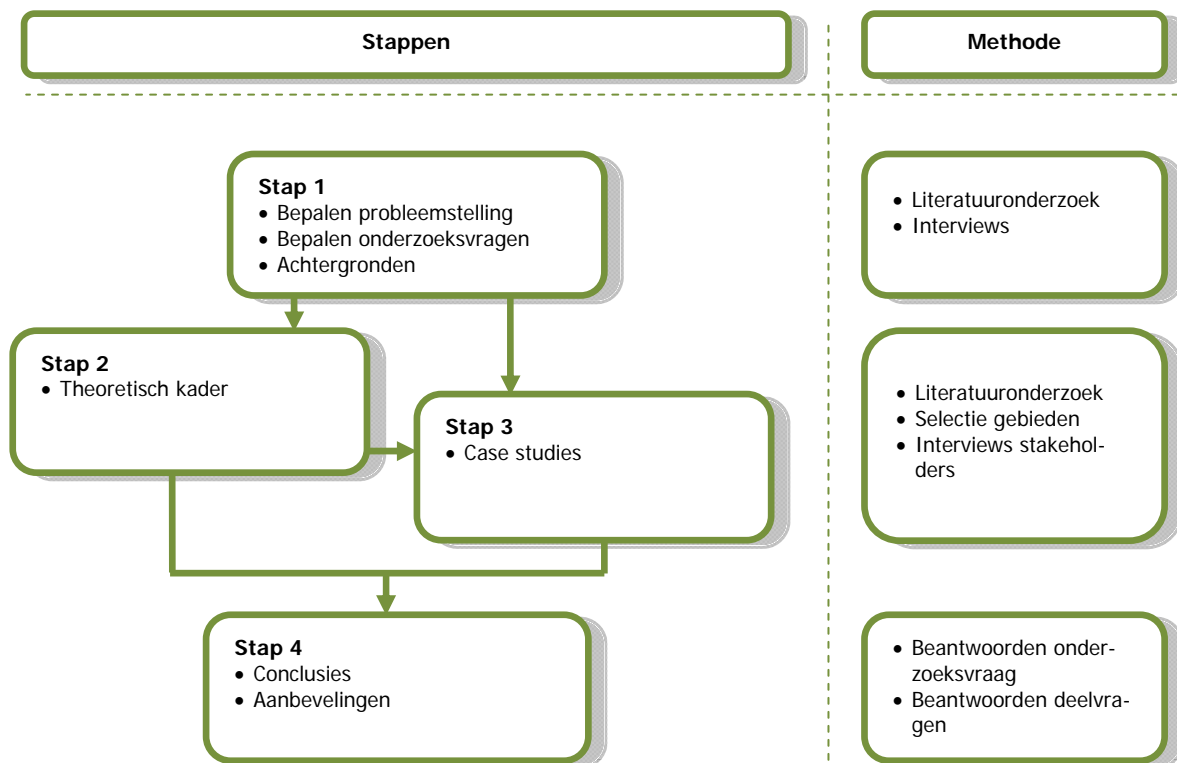 Stappen
Methode
Stap 1
• Bepalen probleemstelling
• Bepalen onderzoeksvragen
• Achtergronden
• Literatuuronderzoek
• Interviews
Stap 2
• Theoretisch kader
Stap 3
• Case studies
• Literatuuronderzoek
• Selectie gebieden
• Interviews stakehol-
ders
Stap 4
• Conclusies
• Aanbevelingen
• Beantwoorden onder-
zoeksvraag
• Beantwoorden deelvra-
gen